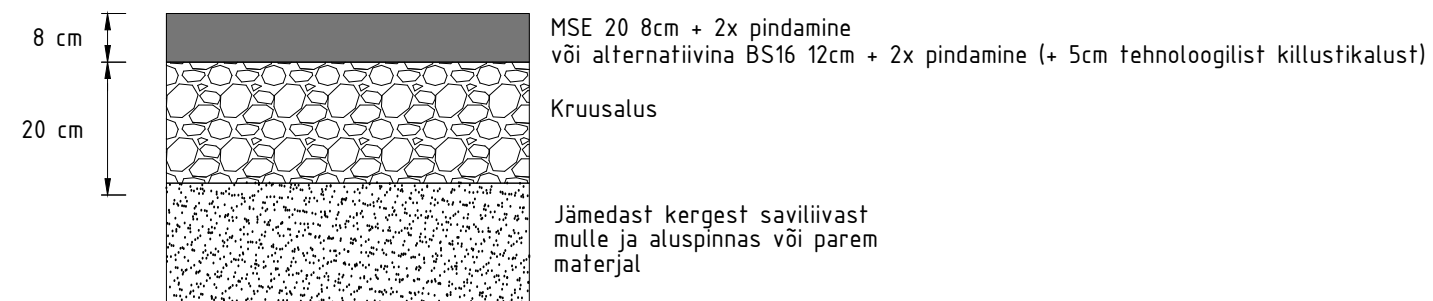 8 cm
MSE 20 8cm + 2x pindamine
või alternatiivina BS16 12cm + 2x pindamine (+ 5cm tehnoloogilist killustikalust)
20 cm
Kruusalus
Jämedast kergest saviliivast
mulle ja aluspinnas või parem
materjal